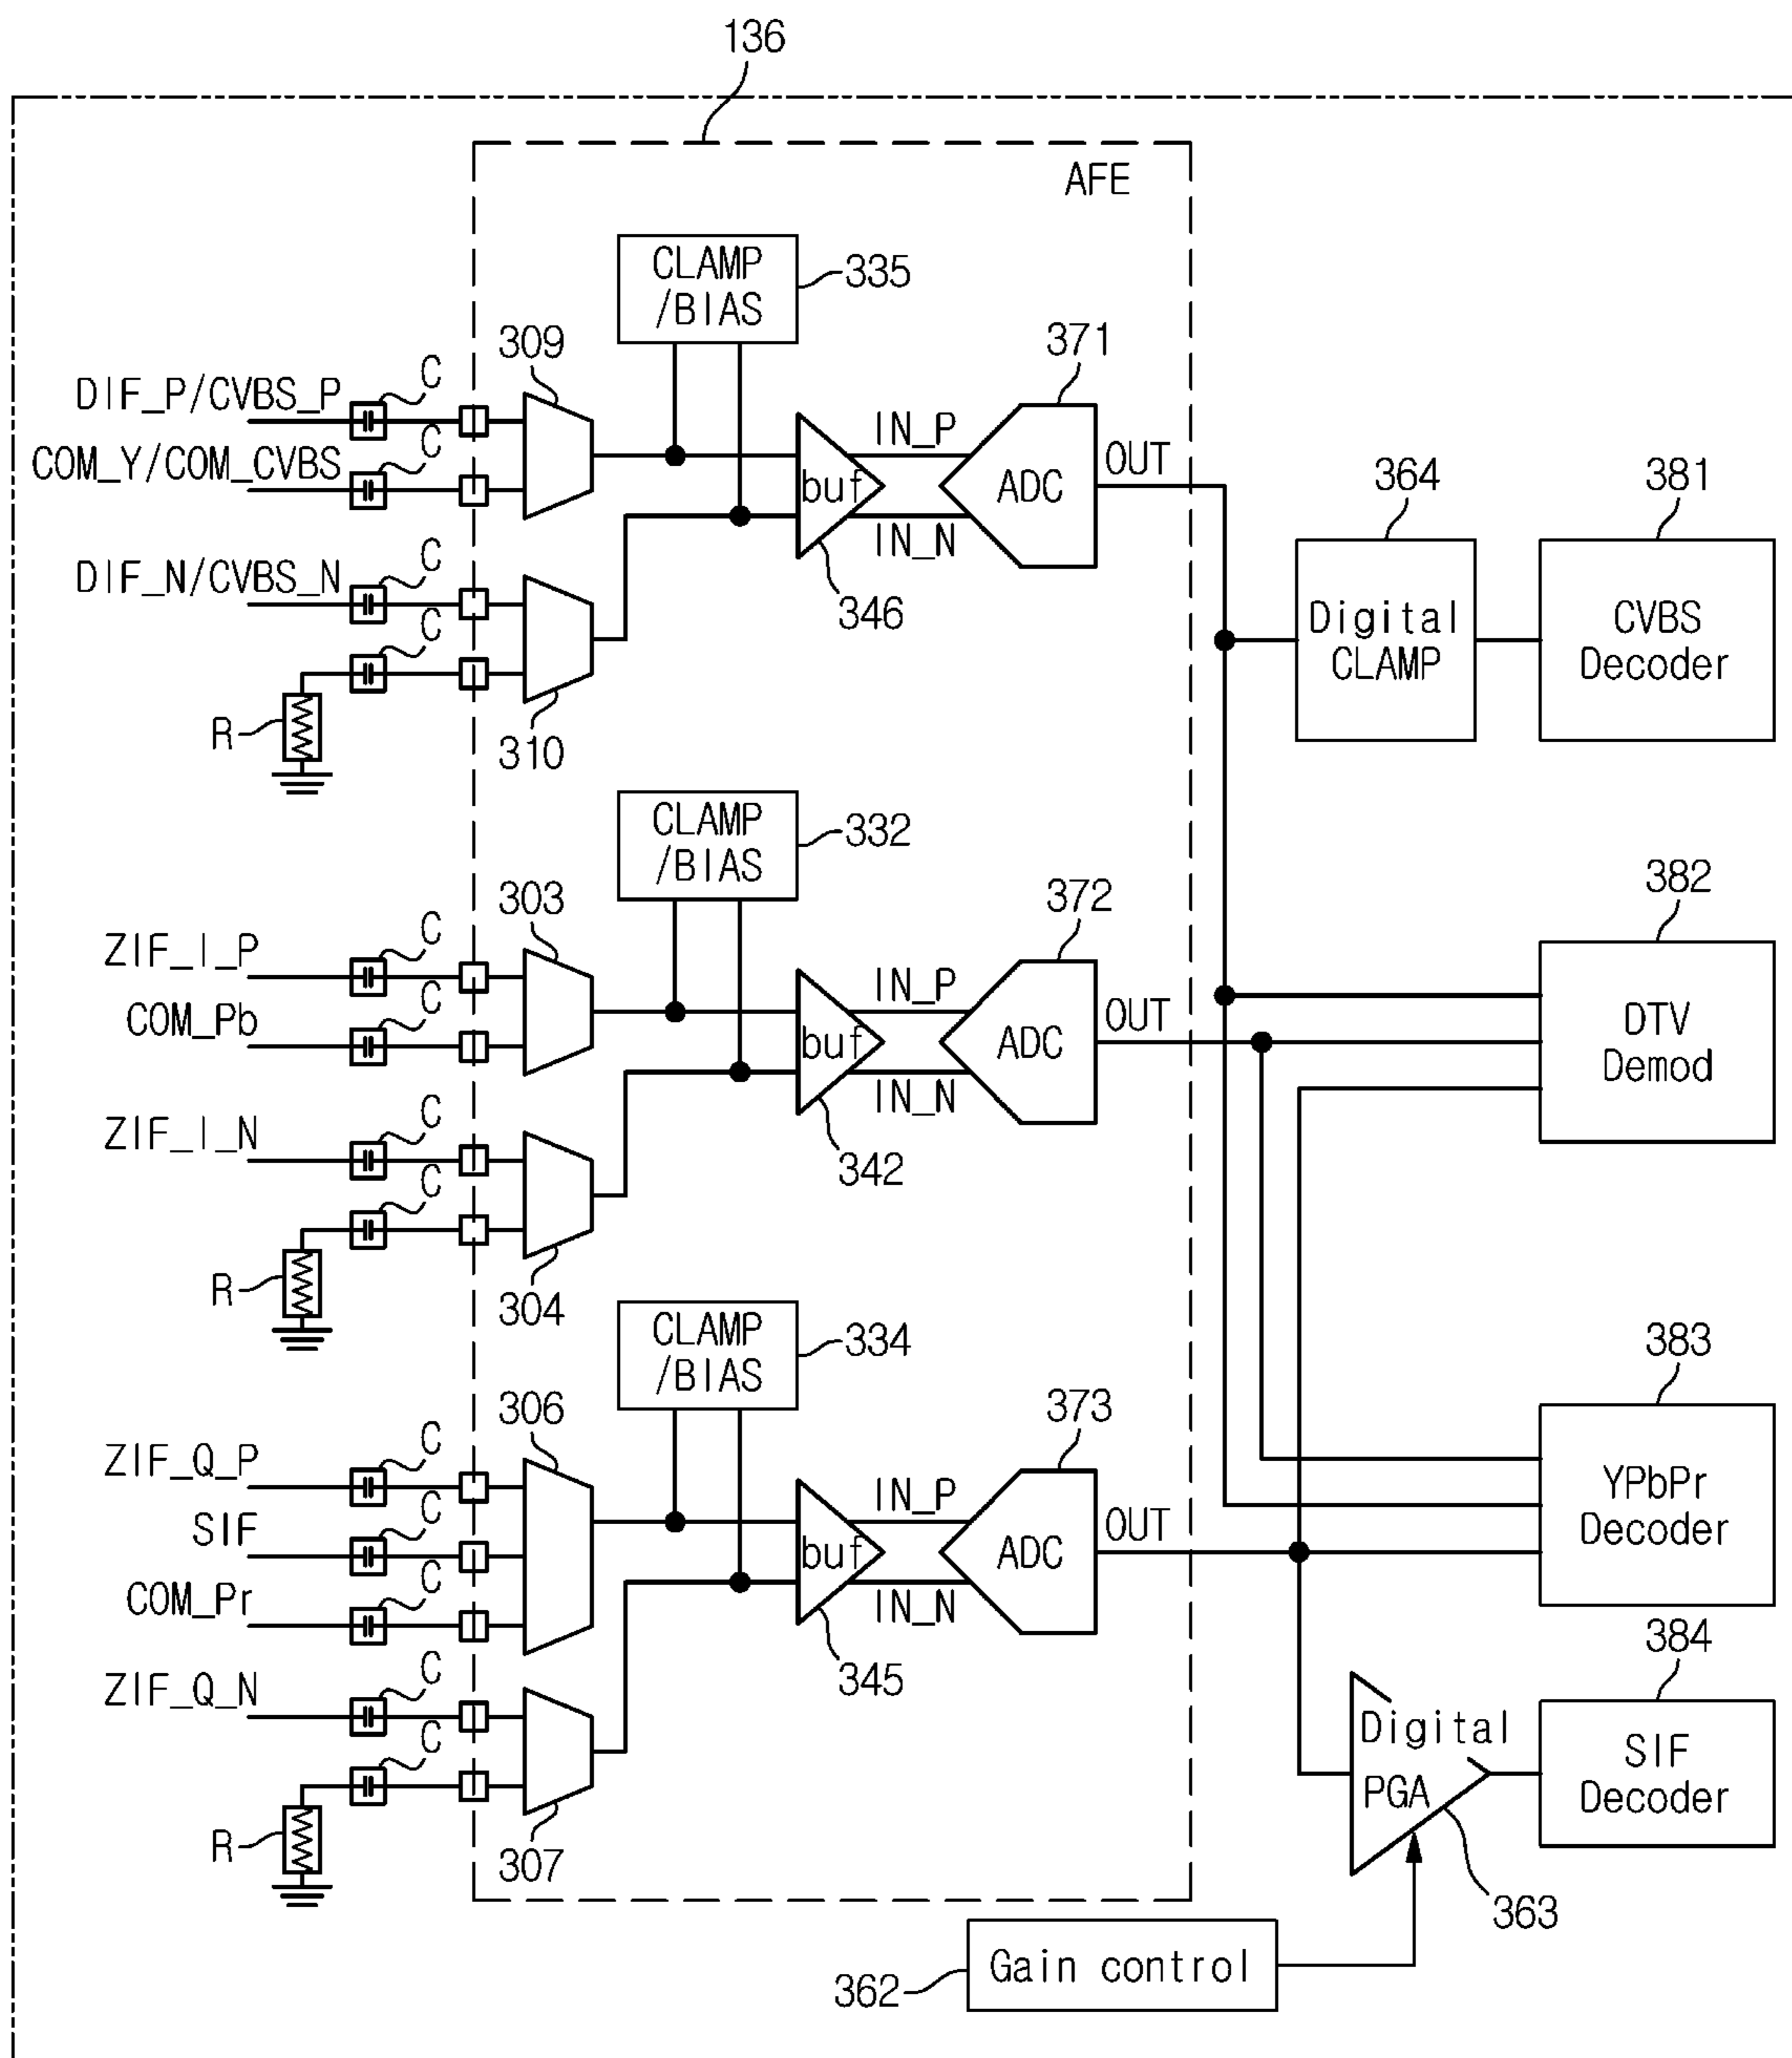 136
AFE
CLAMP
/BIAS
335
309
371
DIF_P/CVBS_P
C
COM_Y/COM_CVBS
C
buf
IN_P
IN_N
ADC
OUT
364
381
DIF_N/CVBS_N
C
C
346
Digital
CLAMP
CVBS
Decoder
R
310
CLAMP
/BIAS
332
303
372
382
ZIF_I_P
C
COM_Pb
C
buf
IN_P
IN_N
ADC
OUT
DTV
Demod
ZIF_I_N
C
C
342
R
304
CLAMP
/BIAS
334
306
373
383
ZIF_Q_P
C
SIF
C
COM_Pr
C
buf
IN_P
IN_N
ADC
OUT
YPbPr
Decoder
ZIF_Q_N
C
C
345
384
Digital
PGA
SIF
Decoder
R
307
363
362
Gain control